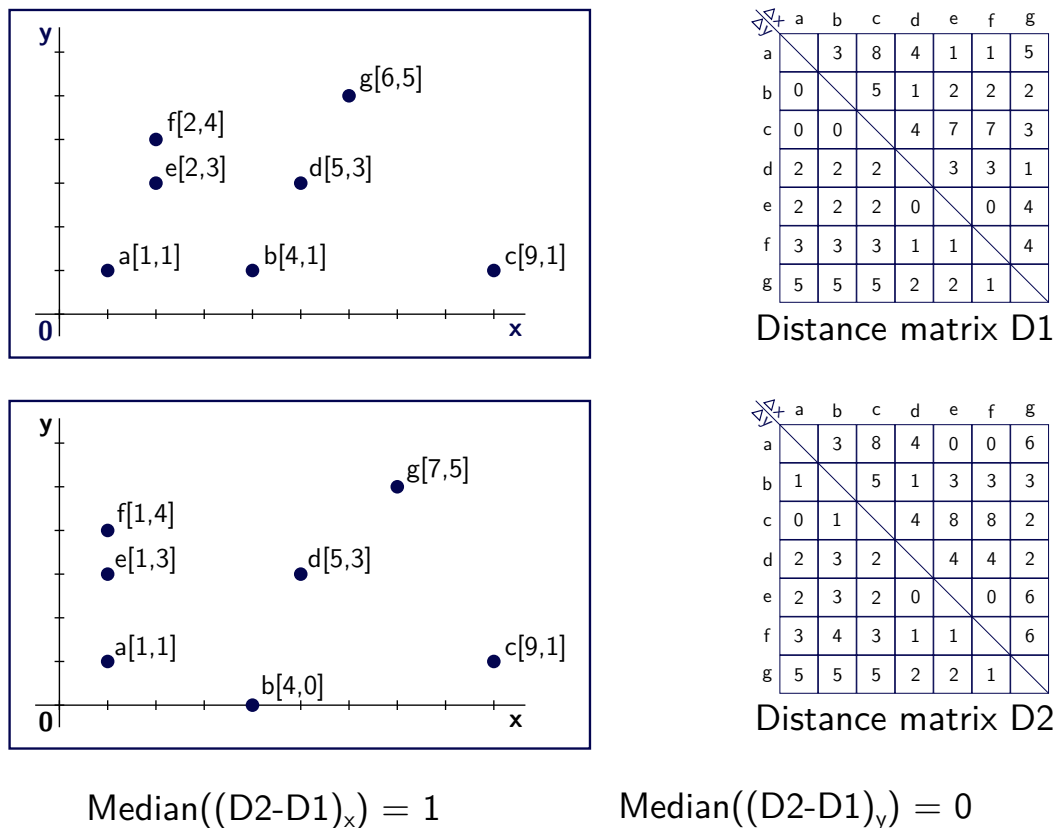 y
g[6,5]
f[2,4]
e[2,3]
d[5,3]
a[1,1]
b[4,1]
c[9,1]
0
x
Δx
Δy
a b c d e f g
a 3 8 4 1 1 5
b 0 5 1 2 2 2
c 0 0 4 7 7 3
d 2 2 2 3 3 1
e 2 2 2 0 0 4
f 3 3 3 1 1 4
g 5 5 5 2 2 1
Distance matrix D1
y
g[7,5]
f[1,4]
e[1,3]
d[5,3]
a[1,1]
b[4,0]
c[9,1]
0
x
Δx
Δy
a b c d e f g
a 3 8 4 0 0 6
b 1 5 1 3 3 3
c 0 1 4 8 8 2
d 2 3 2 4 4 2
e 2 3 2 0 0 6
f 3 4 3 1 1 6
g 5 5 5 2 2 1
Distance matrix D2
Median((D2-D1)x) = 1
Median((D2-D1)y) = 0